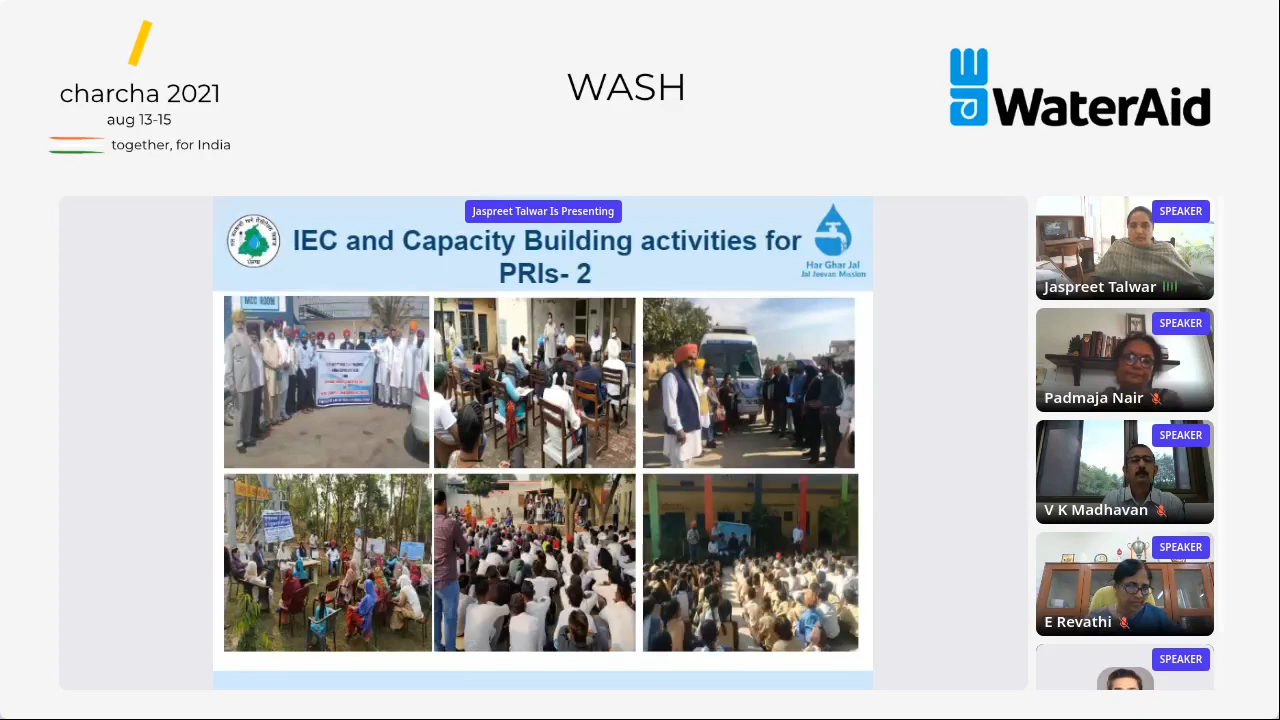 charcha 2021
aug 13-15
together, for India
WASH
WaterAid
Jaspreet Talwar Is Presenting
IEC and Capacity Building activities for
PRIs- 2
Har Ghar Jal
Jal Jeevan Mission
MCC ROOM
SPEAKER
Jaspreet Talwar
SPEAKER
Padmaja Nair
SPEAKER
V K Madhavan
SPEAKER
E Revathi
SPEAKER